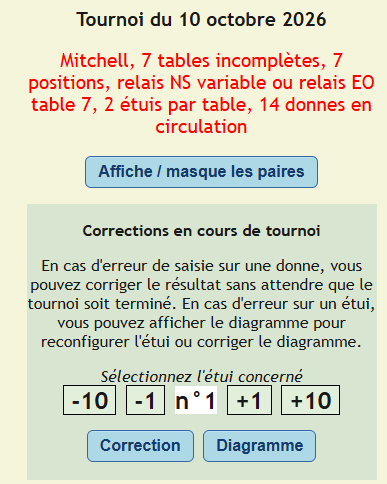 Tournoi du 10 octobre 2026
Mitchell, 7 tables incomplètes, 7
positions, relais NS variable ou relais EO
table 7, 2 étuis par table, 14 donnes en
circulation
Affiche / masque les paires
Corrections en cours de tournoi
En cas d'erreur de saisie sur une donne, vous
pouvez corriger le résultat sans attendre que le
tournoi soit terminé. En cas d'erreur sur un étui,
vous pouvez afficher le diagramme pour
reconfigurer l'étui ou corriger le diagramme.
Sélectionnez l'étui concerné
-10 -1 n°1 +1 +10
Correction Diagramme